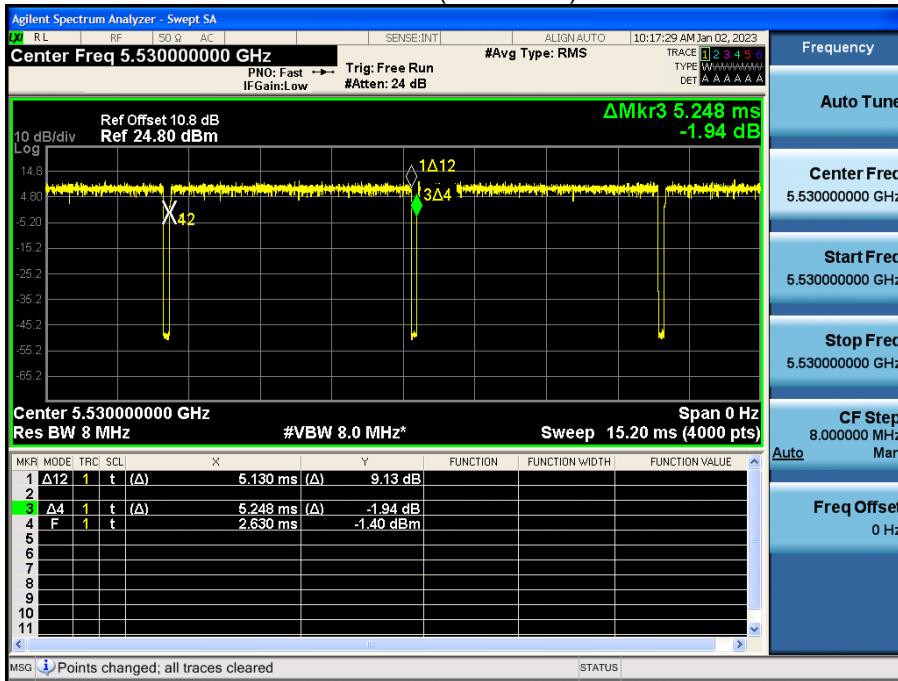 Agilent Spectrum Analyzer - Swept SA
LXI RL RF 50 Ω AC SENSE:INT ALIGNAUTO 10:17:29 AM Jan 02, 2023
Center Freq 5.530000000 GHz
PNO: Fast
IFGain:Low
Trig: Free Run
#Atten: 24 dB
#Avg Type: RMS
TRACE 1 2 3 4 5 6
TYPE WWWWWW
DET A A A A A A
Frequency
Auto Tune
Center Freq
5.530000000 GHz
Start Freq
5.530000000 GHz
Stop Freq
5.530000000 GHz
CF Step
8.000000 MHz
Auto Man
Freq Offset
0 Hz
ΔMkr3 5.248 ms
-1.94 dB
Ref Offset 10.8 dB
10 dB/div Ref 24.80 dBm
Log
14.8
4.80
-5.20
-15.2
-25.2
-35.2
-45.2
-55.2
-65.2
1Δ12
3Δ4
42
Center 5.530000000 GHz Span 0 Hz
Res BW 8 MHz #VBW 8.0 MHz* Sweep 15.20 ms (4000 pts)
MKR MODE TRC SCL X Y FUNCTION FUNCTION WIDTH FUNCTION VALUE
1 Δ12 1 t (Δ) 5.130 ms (Δ) 9.13 dB
2
3 Δ4 1 t (Δ) 5.248 ms (Δ) -1.94 dB
4 F 1 t 2.630 ms -1.40 dBm
5
6
7
8
9
10
11
MSG Points changed; all traces cleared STATUS